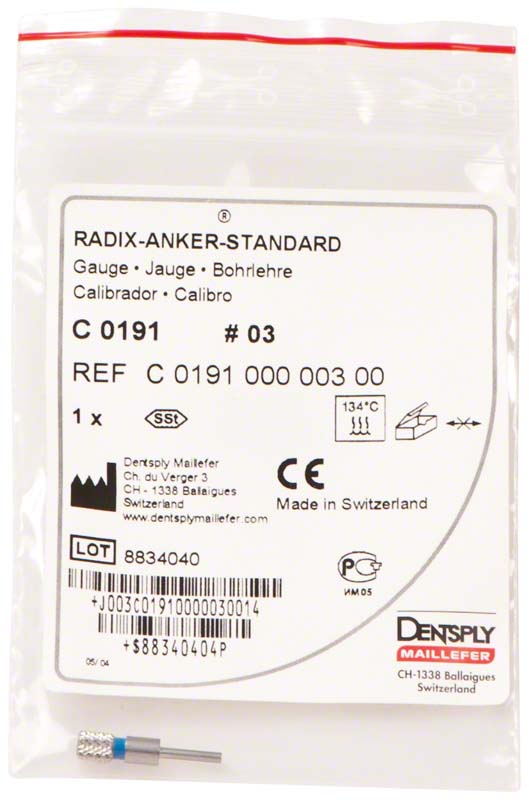 ®
RADIX-ANKER-STANDARD
Gauge • Jauge • Bohrlehre
Calibrador • Calibro
C 0191 # 03
REF C 0191 000 003 00
1 x SSt 134°C
Dentsply Maillefer
Ch. du Verger 3
CH - 1338 Ballaigues
Switzerland
www.dentsplymaillefer.com
CE
Made in Switzerland
LOT 8834040
PC
ИМ05
+J003C01910000030014
+$88340404P
05/ 04
DENTSPLY
MAILLEFER
CH-1338 Ballaigues
Switzerland